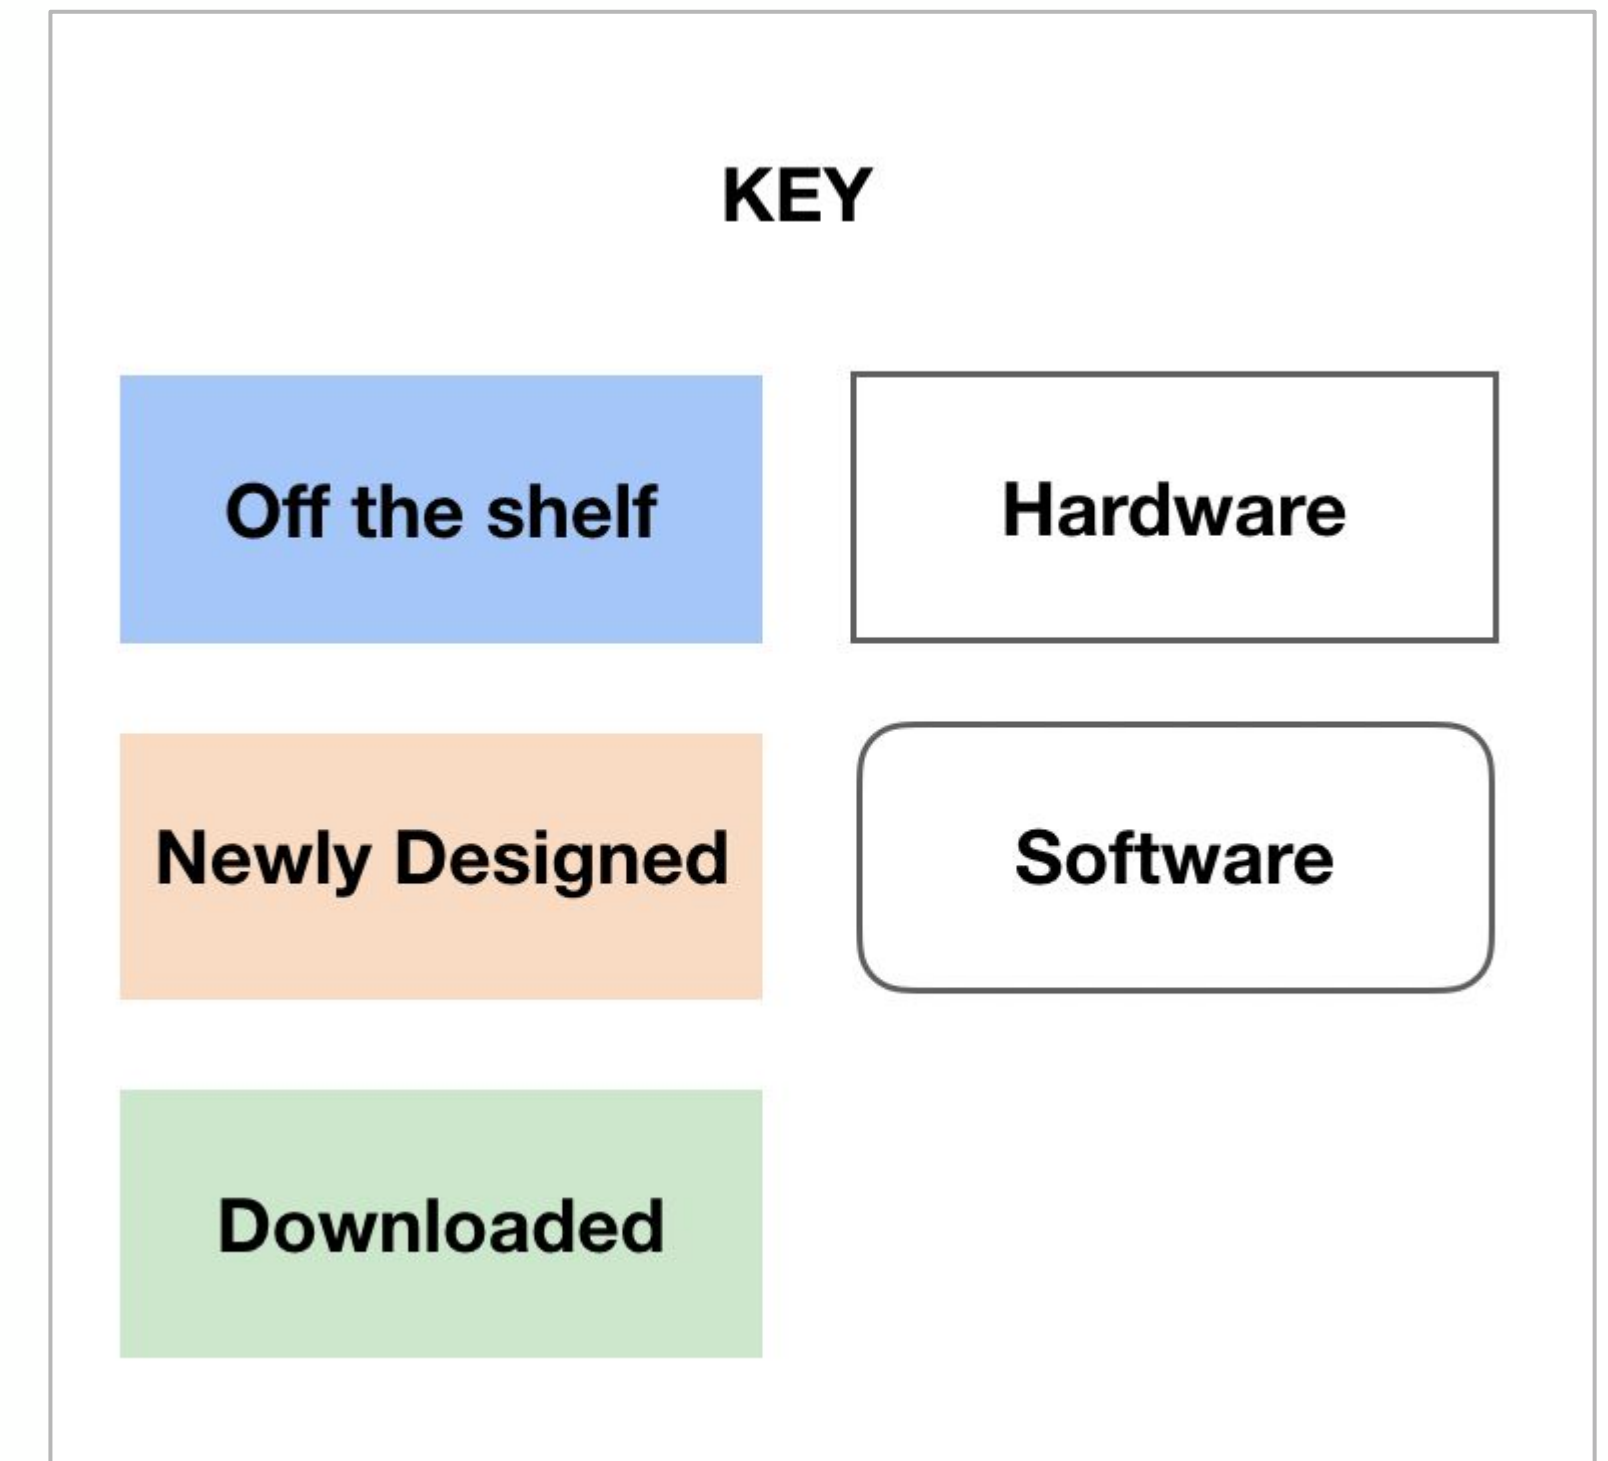 KEY
Off the shelf
Hardware
Newly Designed
Software
Downloaded